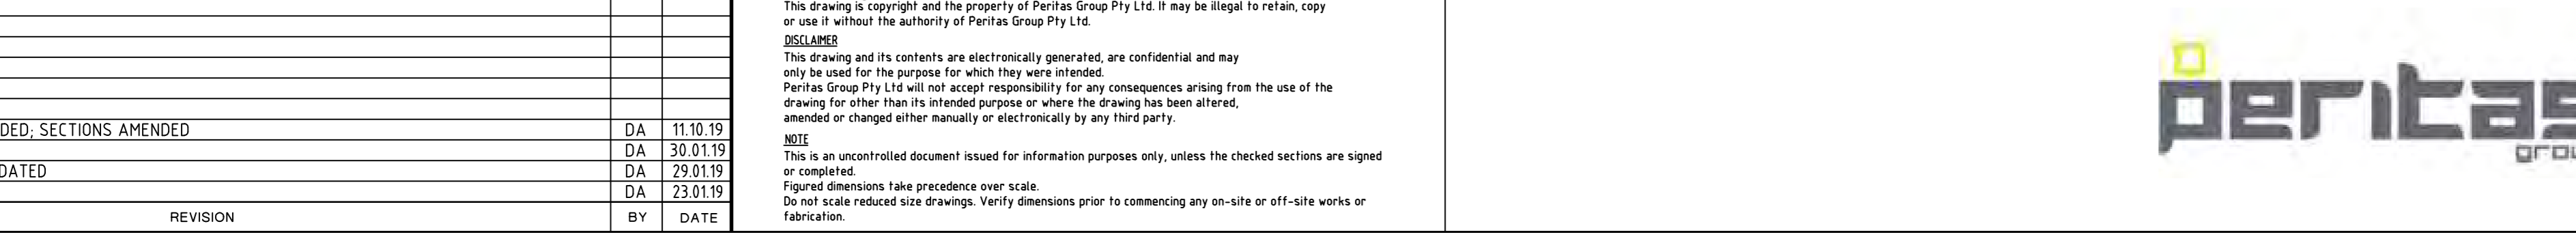 DED; SECTIONS AMENDED DA 11.10.19
DA 30.01.19
DATED DA 29.01.19
DA 23.01.19
REVISION BY DATE
This drawing is copyright and the property of Peritas Group Pty Ltd. It may be illegal to retain, copy
or use it without the authority of Peritas Group Pty Ltd.
DISCLAIMER
This drawing and its contents are electronically generated, are confidential and may
only be used for the purpose for which they were intended.
Peritas Group Pty Ltd will not accept responsibility for any consequences arising from the use of the
drawing for other than its intended purpose or where the drawing has been altered,
amended or changed either manually or electronically by any third party.
NOTE
This is an uncontrolled document issued for information purposes only, unless the checked sections are signed
or completed.
Figured dimensions take precedence over scale.
Do not scale reduced size drawings. Verify dimensions prior to commencing any on-site or off-site works or
fabrication.
peritas
grou